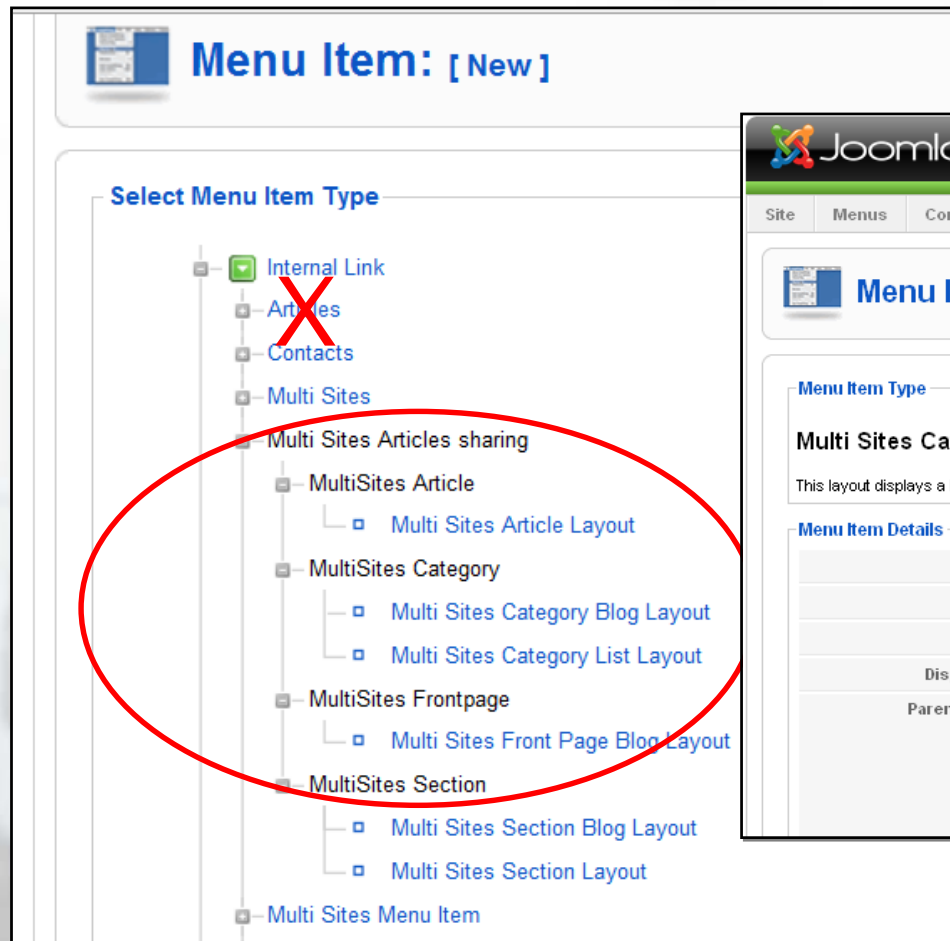 Menu Item: [ New ]
Select Menu Item Type
Internal Link
Articles
X
Contacts
Multi Sites
Multi Sites Articles sharing
MultiSites Article
Multi Sites Article Layout
MultiSites Category
Multi Sites Category Blog Layout
Multi Sites Category List Layout
MultiSites Frontpage
Multi Sites Front Page Blog Layout
MultiSites Section
Multi Sites Section Blog Layout
Multi Sites Section Layout
Multi Sites Menu Item
Site Menus
Menu
Menu Item Type
Multi Sites
This layout displays a
Menu Item Details